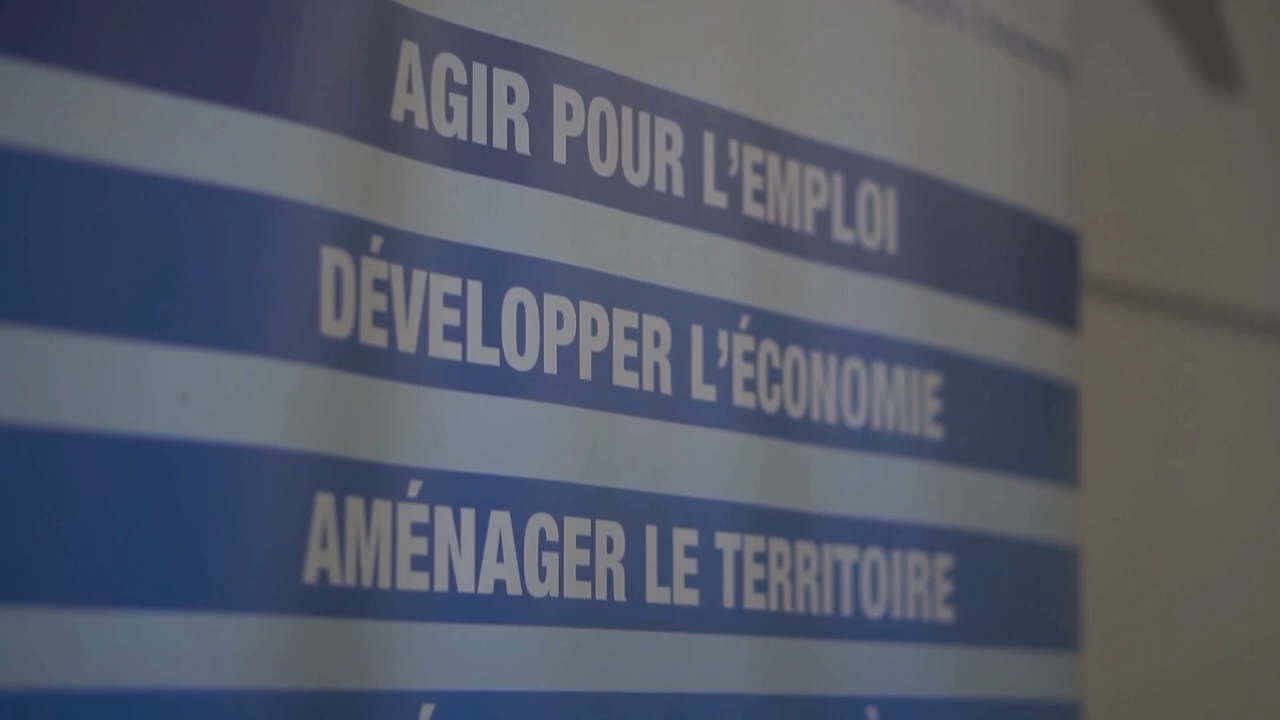 AGIR POUR L'EMPLOI
DÉVELOPPER L'ÉCONOMIE
AMÉNAGER LE TERRITOIRE